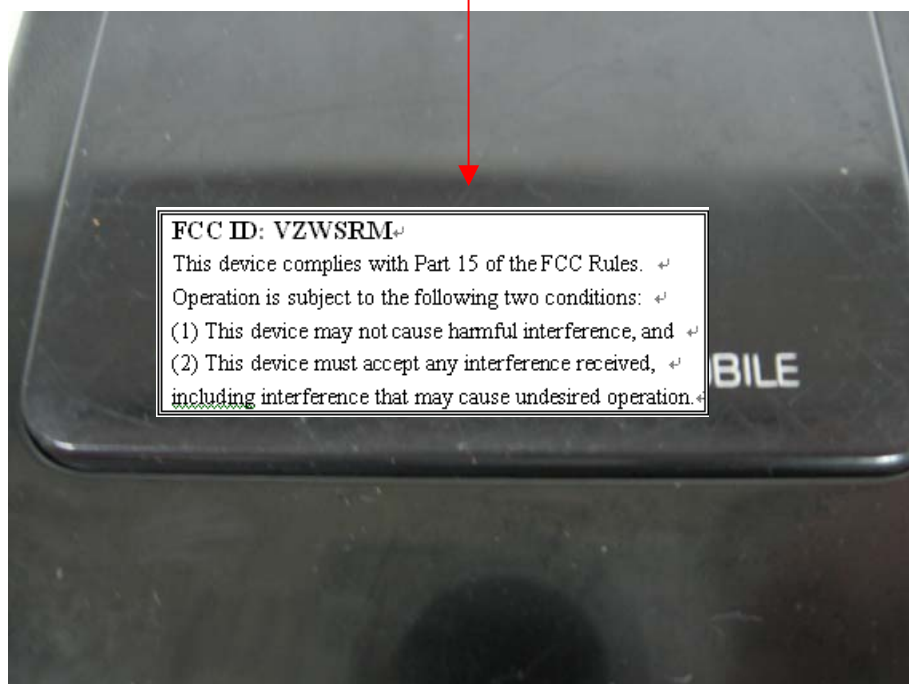 FCC ID: VZWSRM
This device complies with Part 15 of the FCC Rules.
Operation is subject to the following two conditions:
(1) This device may not cause harmful interference, and
(2) This device must accept any interference received,
BILE
including interference that may cause undesired operation.